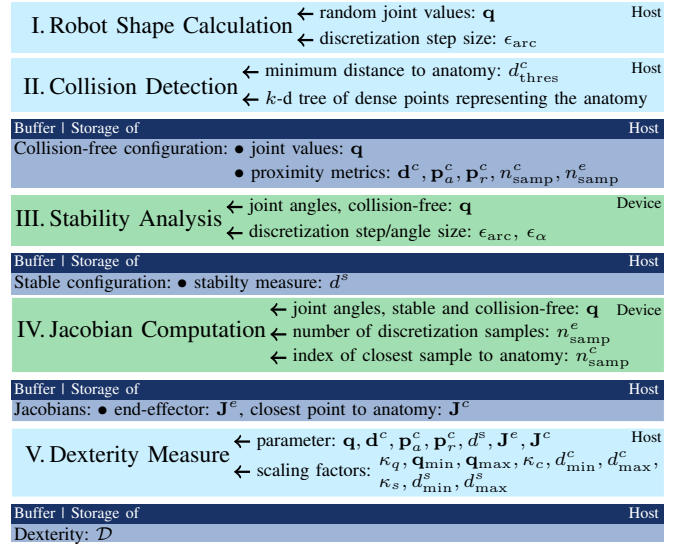 I. Robot Shape Calculation ← random joint values: q Host
← discretization step size: ϵ_arc
II. Collision Detection ← minimum distance to anatomy: d^c_thres Host
← k-d tree of dense points representing the anatomy
Buffer | Storage of Host
Collision-free configuration: • joint values: q
• proximity metrics: d^c, p^c_a, p^c_r, n^c_samp, n^e_samp
III. Stability Analysis ← joint angles, collision-free: q Device
← discretization step/angle size: ϵ_arc, ϵ_α
Buffer | Storage of Host
Stable configuration: • stabilty measure: d^s
IV. Jacobian Computation ← joint angles, stable and collision-free: q Device
← number of discretization samples: n^e_samp
← index of closest sample to anatomy: n^c_samp
Buffer | Storage of Host
Jacobians: • end-effector: J^e, closest point to anatomy: J^c
V. Dexterity Measure ← parameter: q, d^c, p^c_a, p^c_r, d^s, J^e, J^c Host
← scaling factors: κ_q, q_min, q_max, κ_c, d^c_min, d^c_max,
κ_s, d^s_min, d^s_max
Buffer | Storage of Host
Dexterity: 𝒟